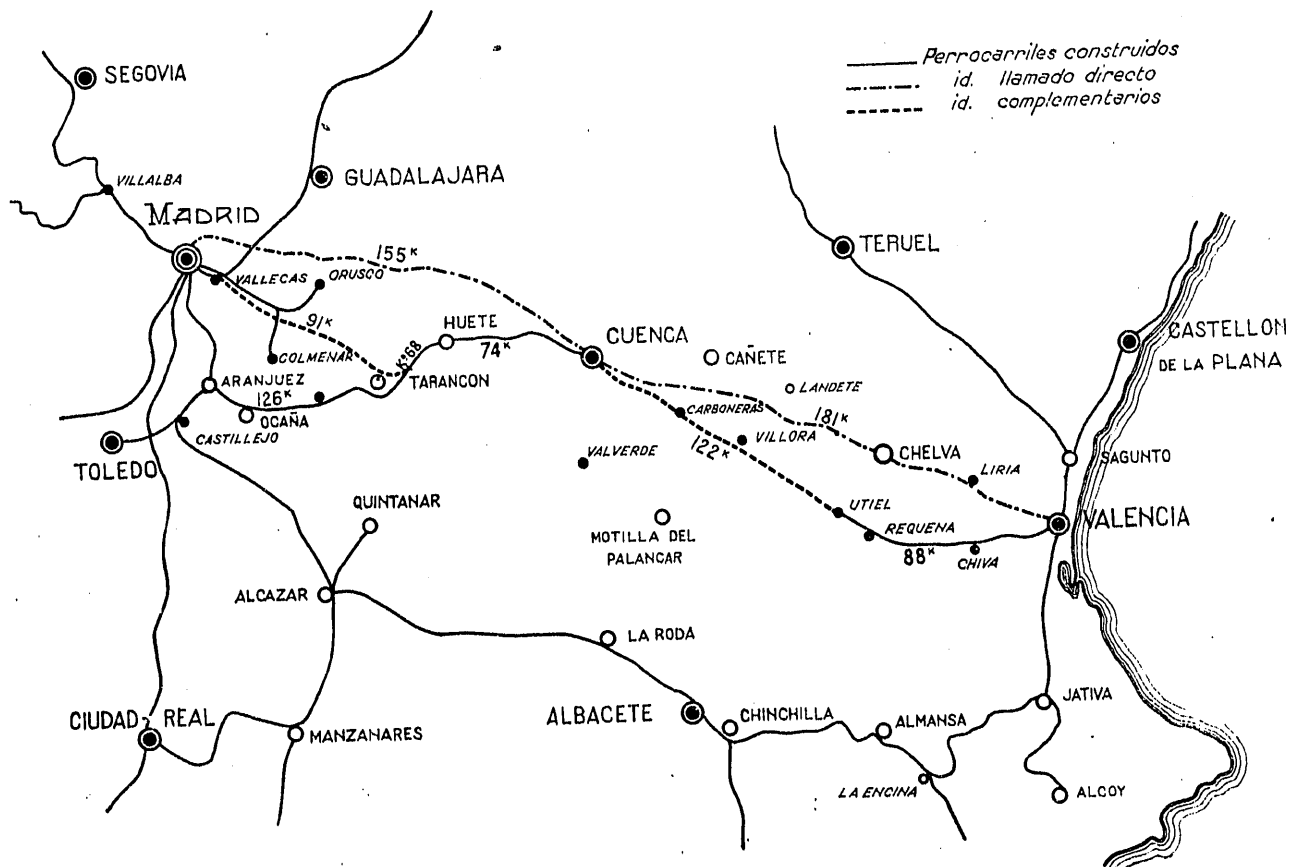 Perrocarriles construidos
id. llamado directo
id. complementarios
SEGOVIA
VILLALBA
GUADALAJARA
MADRID
155K
TERUEL
VALLECAS
ORUSCO
CASTELLON
DE LA PLANA
91K
HUETE
74K
CUENCA
CAÑETE
COLMENAR
Kº68
TARANCON
ARANJUEZ
126K
OCAÑA
LANDETE
CARBONERAS
181K
CASTILLEJO
TOLEDO
VALVERDE
122K
VILLORA
CHELVA
LIRIA
SAGUNTO
QUINTANAR
UTIEL
REQUENA
VALENCIA
MOTILLA DEL
PALANCAR
88K
CHIVA
ALCAZAR
LA RODA
CIUDAD REAL
MANZANARES
ALBACETE
CHINCHILLA
ALMANSA
JATIVA
LA ENCINA
ALCOY